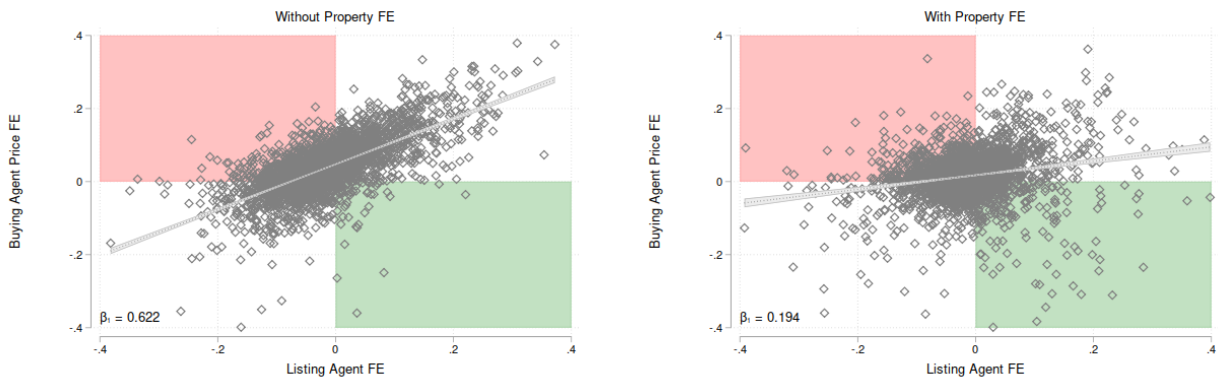 Without Property FE
.4
.2
0
-.2
-.4
Buying Agent Price FE
β₁ = 0.622
-.4 -.2 0 .2 .4
Listing Agent FE
With Property FE
.4
.2
0
-.2
-.4
Buying Agent Price FE
β₁ = 0.194
-.4 -.2 0 .2 .4
Listing Agent FE